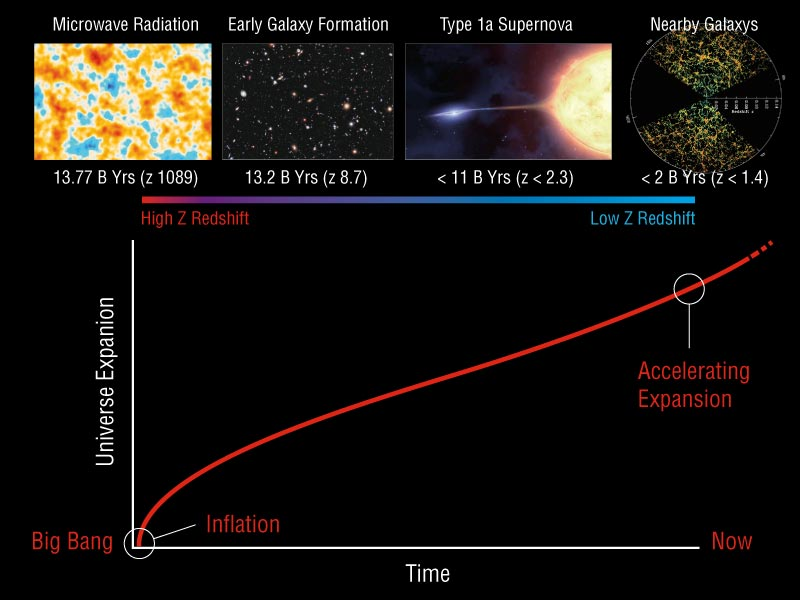 Microwave Radiation
Early Galaxy Formation
Type 1a Supernova
Nearby Galaxys
13.77 B Yrs (z 1089)
13.2 B Yrs (z 8.7)
< 11 B Yrs (z < 2.3)
< 2 B Yrs (z < 1.4)
High Z Redshift
Low Z Redshift
Universe Expanion
Accelerating
Expansion
Inflation
Big Bang
Now
Time